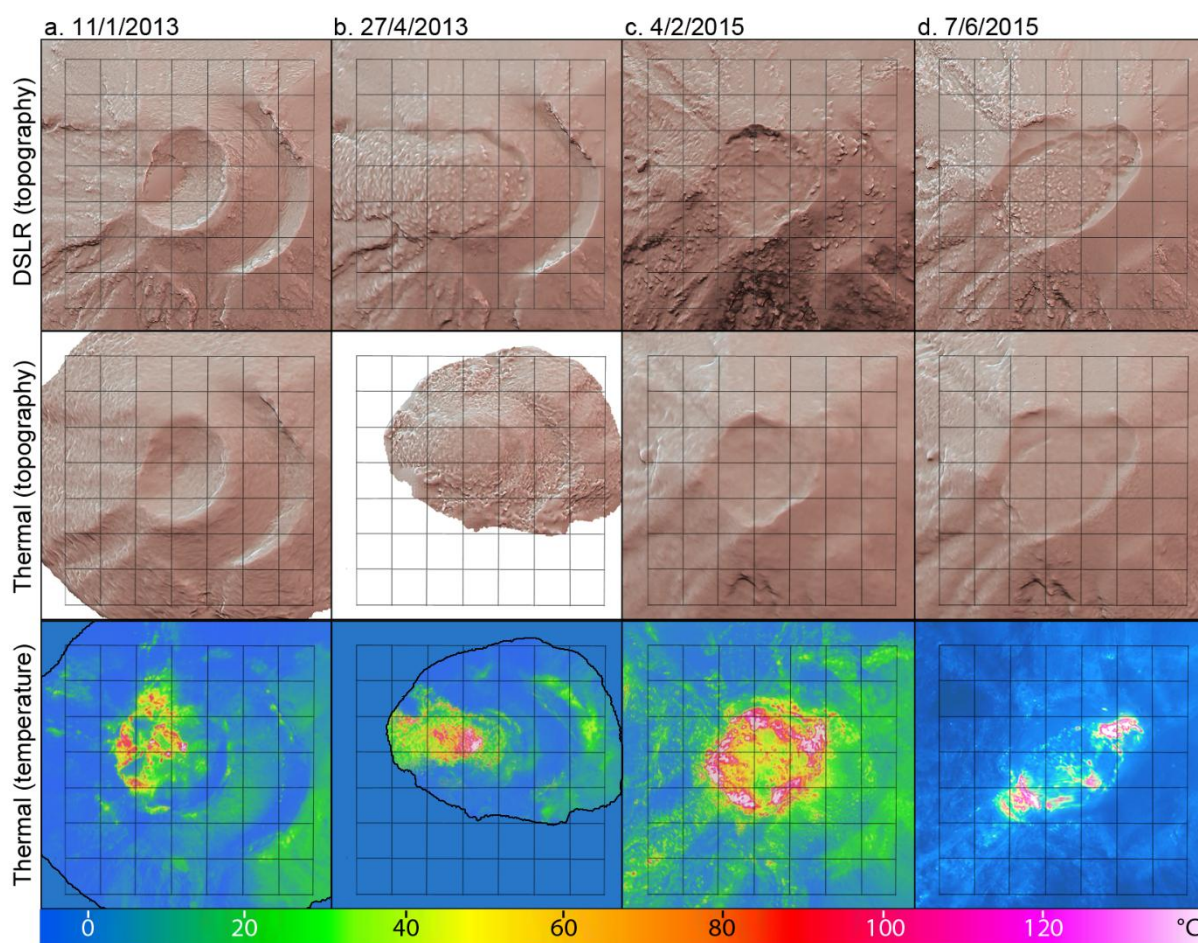 a. 11/1/2013
b. 27/4/2013
c. 4/2/2015
d. 7/6/2015
DSLR (topography)
Thermal (topography)
Thermal (temperature)
0 20 40 60 80 100 120 °C